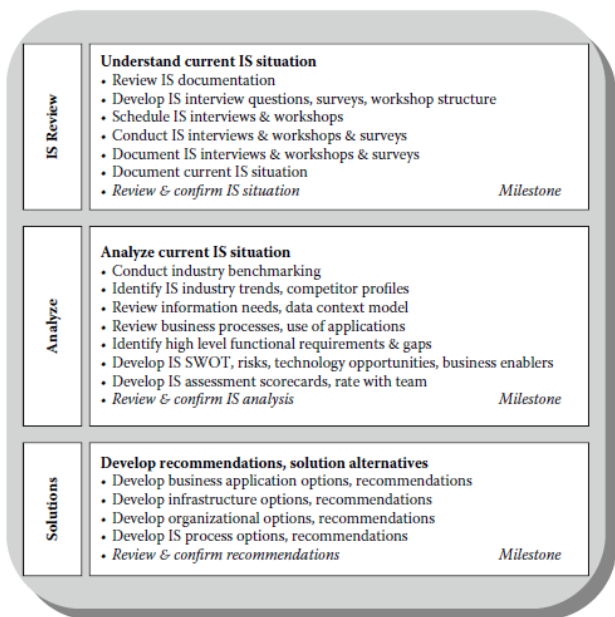 IS Review
Understand current IS situation
• Review IS documentation
• Develop IS interview questions, surveys, workshop structure
• Schedule IS interviews & workshops
• Conduct IS interviews & workshops & surveys
• Document IS interviews & workshops & surveys
• Document current IS situation
• Review & confirm IS situation Milestone
Analyze
Analyze current IS situation
• Conduct industry benchmarking
• Identify IS industry trends, competitor profiles
• Review information needs, data context model
• Review business processes, use of applications
• Identify high level functional requirements & gaps
• Develop IS SWOT, risks, technology opportunities, business enablers
• Develop IS assessment scorecards, rate with team
• Review & confirm IS analysis Milestone
Solutions
Develop recommendations, solution alternatives
• Develop business application options, recommendations
• Develop infrastructure options, recommendations
• Develop organizational options, recommendations
• Develop IS process options, recommendations
• Review & confirm recommendations Milestone